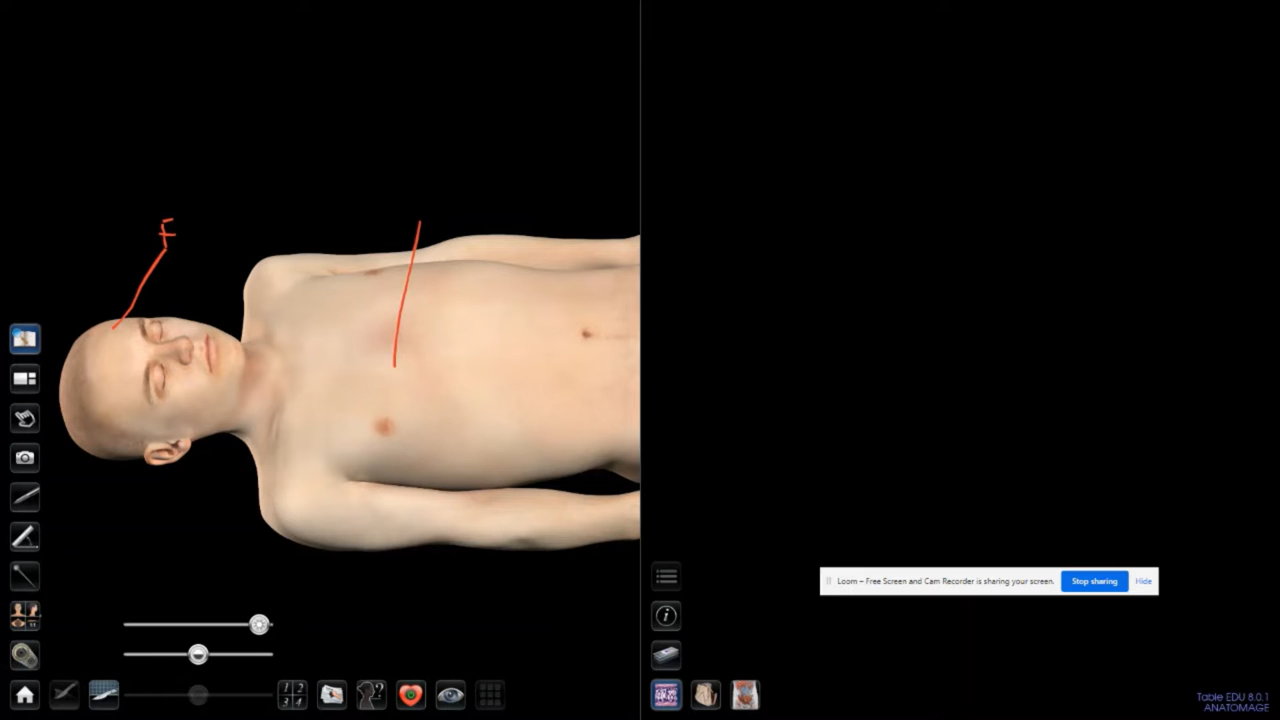 F
Loom – Free Screen and Cam Recorder is sharing your screen. Stop sharing Hide
1 2
3 4
?
i
Table EDU 8.0.1
ANATOMAGE